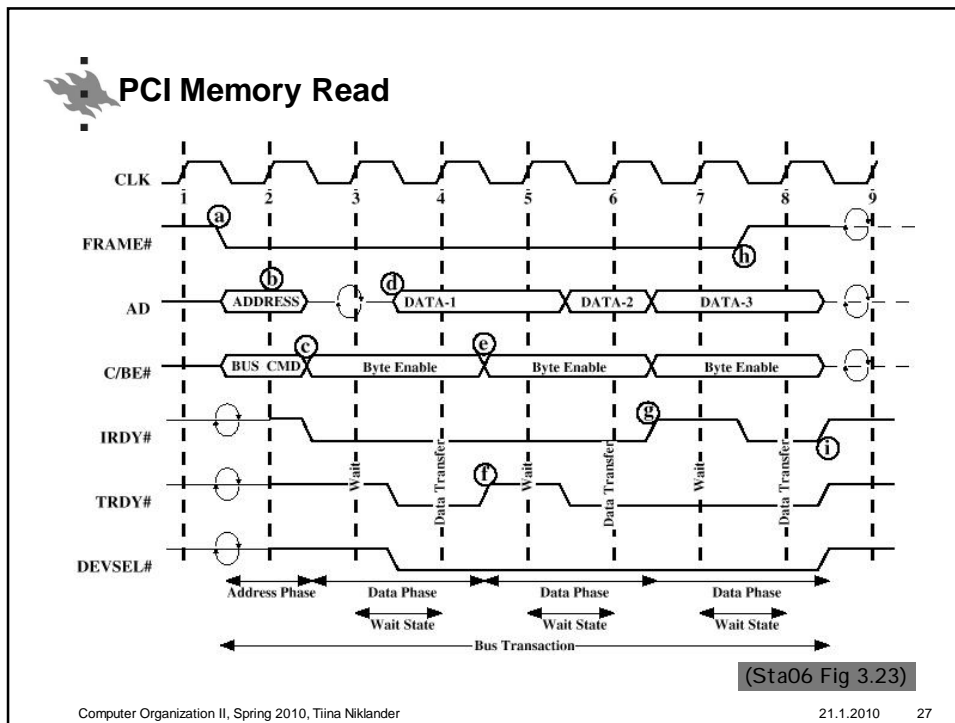 PCI Memory Read
CLK
1 2 3 4 5 6 7 8 9
a
FRAME#
h
b d
AD ADDRESS DATA-1 DATA-2 DATA-3
c e
C/BE# BUS CMD Byte Enable Byte Enable Byte Enable
g
IRDY#
i
Wait Data Transfer Wait Data Transfer Wait Data Transfer
f
TRDY#
DEVSEL#
Address Phase Data Phase Data Phase Data Phase
Wait State Wait State Wait State
Bus Transaction
(Sta06 Fig 3.23)
Computer Organization II, Spring 2010, Tiina Niklander 21.1.2010 27